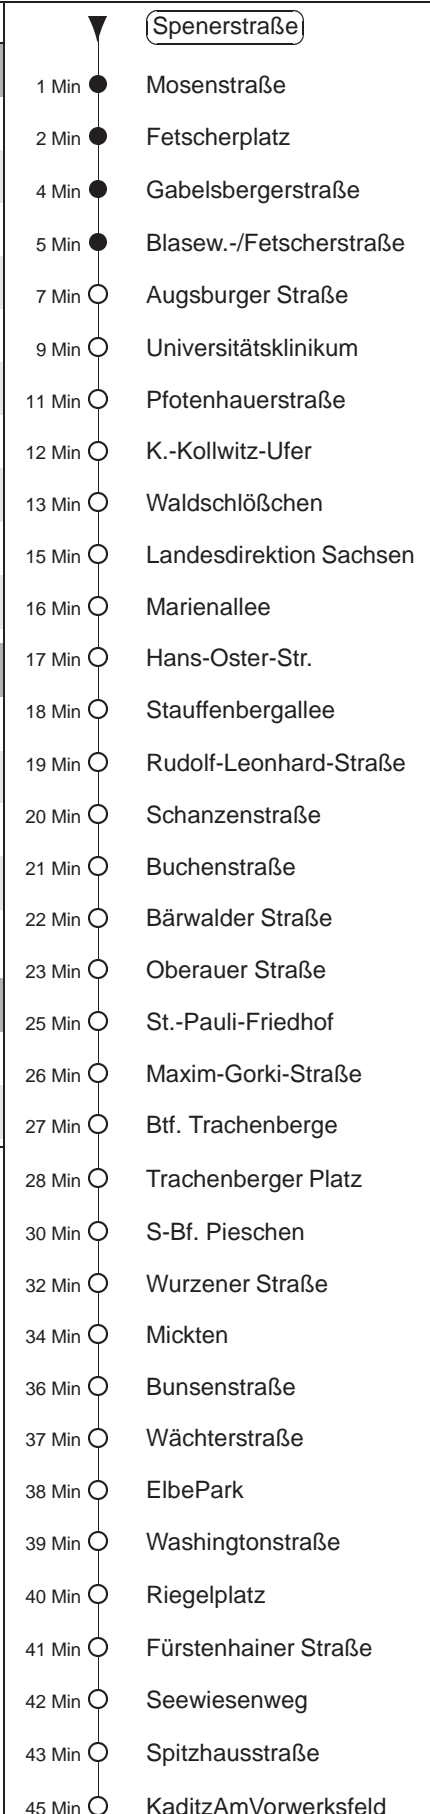 Spenerstraße
1 Min Mosenstraße
2 Min Fetscherplatz
4 Min Gabelsbergerstraße
5 Min Blasew.-/Fetscherstraße
7 Min Augsburger Straße
9 Min Universitätsklinikum
11 Min Pfotenhauerstraße
12 Min K.-Kollwitz-Ufer
13 Min Waldschlößchen
15 Min Landesdirektion Sachsen
16 Min Marienallee
17 Min Hans-Oster-Str.
18 Min Stauffenbergallee
19 Min Rudolf-Leonhard-Straße
20 Min Schanzenstraße
21 Min Buchenstraße
22 Min Bärwalder Straße
23 Min Oberauer Straße
25 Min St.-Pauli-Friedhof
26 Min Maxim-Gorki-Straße
27 Min Btf. Trachenberge
28 Min Trachenberger Platz
30 Min S-Bf. Pieschen
32 Min Wurzener Straße
34 Min Mickten
36 Min Bunsenstraße
37 Min Wächterstraße
38 Min ElbePark
39 Min Washingtonstraße
40 Min Riegelplatz
41 Min Fürstenhainer Straße
42 Min Seewiesenweg
43 Min Spitzhausstraße
45 Min KaditzAmVorwerksfeld